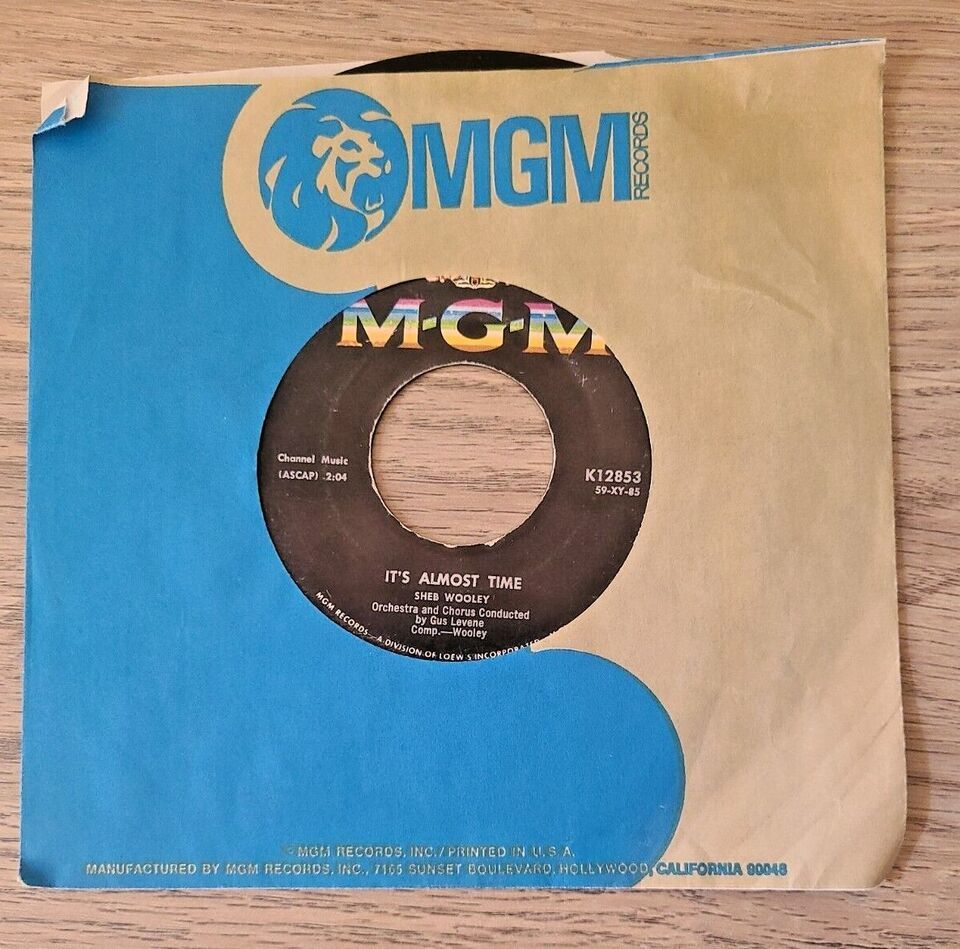 MGM
RECORDS
M-G-M
Channel Music
(ASCAP) 2:04
K12853
59-XY-85
IT'S ALMOST TIME
SHEB WOOLEY
Orchestra and Chorus Conducted
by Gus Levene
Comp.—Wooley
MGM RECORDS—A DIVISION OF LOEW'S INCORPORATED
© MGM RECORDS, INC./PRINTED IN U.S.A.
MANUFACTURED BY MGM RECORDS, INC., 7165 SUNSET BOULEVARD, HOLLYWOOD, CALIFORNIA 90046